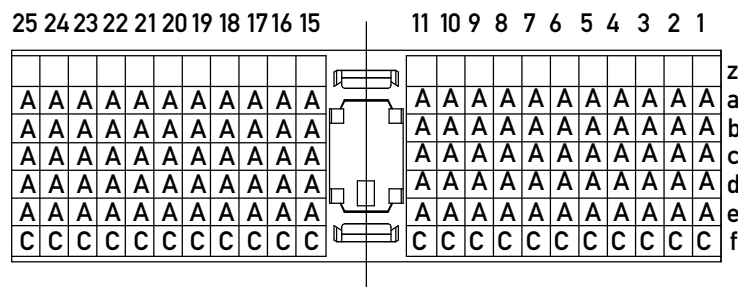 25 24 23 22 21 20 19 18 17 16 15 11 10 9 8 7 6 5 4 3 2 1
z
A A A A A A A A A A A A A A A A A A A A A A a
A A A A A A A A A A A A A A A A A A A A A A b
A A A A A A A A A A A A A A A A A A A A A A c
A A A A A A A A A A A A A A A A A A A A A A d
A A A A A A A A A A A A A A A A A A A A A A e
C C C C C C C C C C C C C C C C C C C C C C f